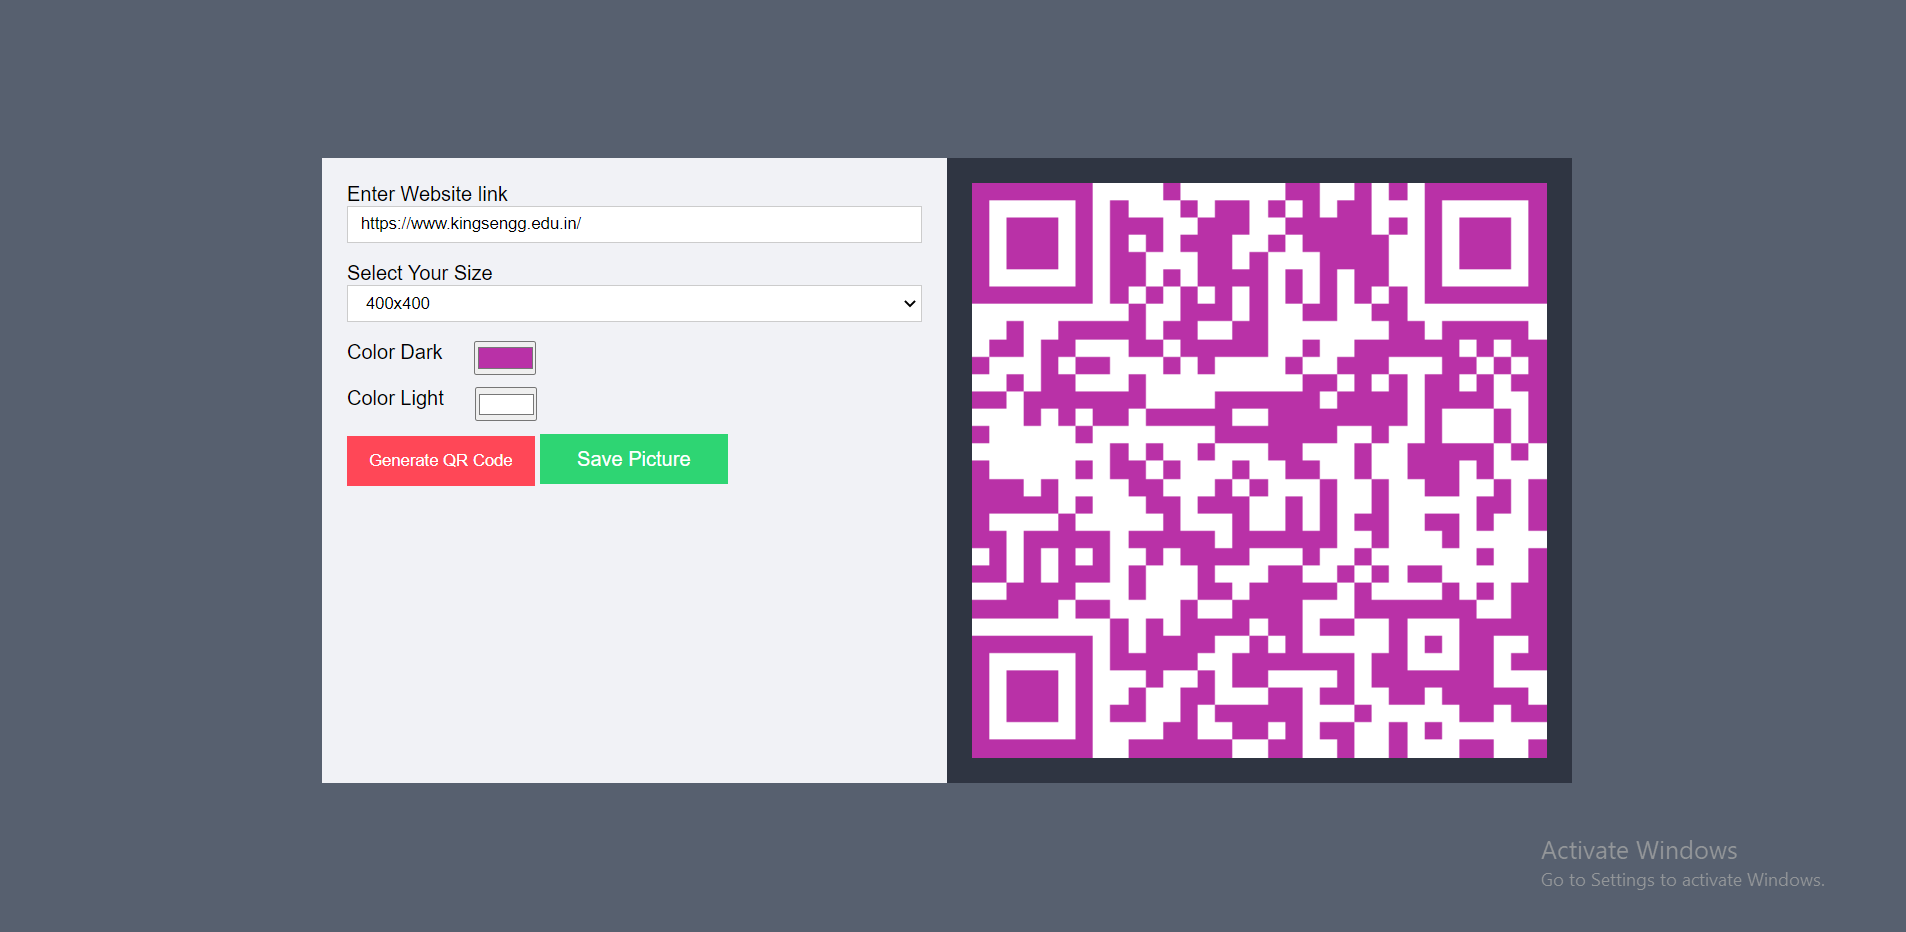 Enter Website link
https://www.kingsengg.edu.in/
Select Your Size
400x400
Color Dark
Color Light
Generate QR Code
Save Picture
Activate Windows
Go to Settings to activate Windows.